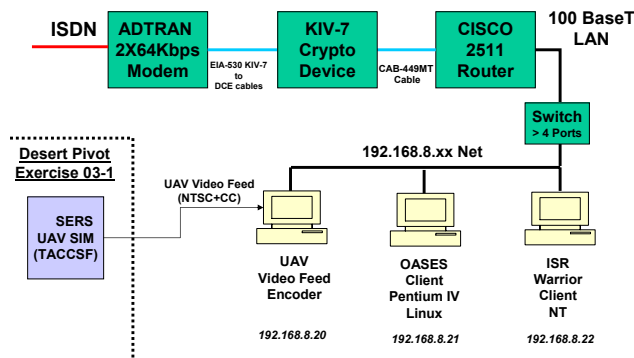 ISDN
ADTRAN
2X64Kbps
Modem
EIA-530 KIV-7
to
DCE cables
KIV-7
Crypto
Device
CAB-449MT
Cable
CISCO
2511
Router
100 BaseT
LAN
Switch
> 4 Ports
192.168.8.xx Net
Desert Pivot
Exercise 03-1
SERS
UAV SIM
(TACCSF)
UAV Video Feed
(NTSC+CC)
UAV
Video Feed
Encoder
192.168.8.20
OASES
Client
Pentium IV
Linux
192.168.8.21
ISR
Warrior
Client
NT
192.168.8.22